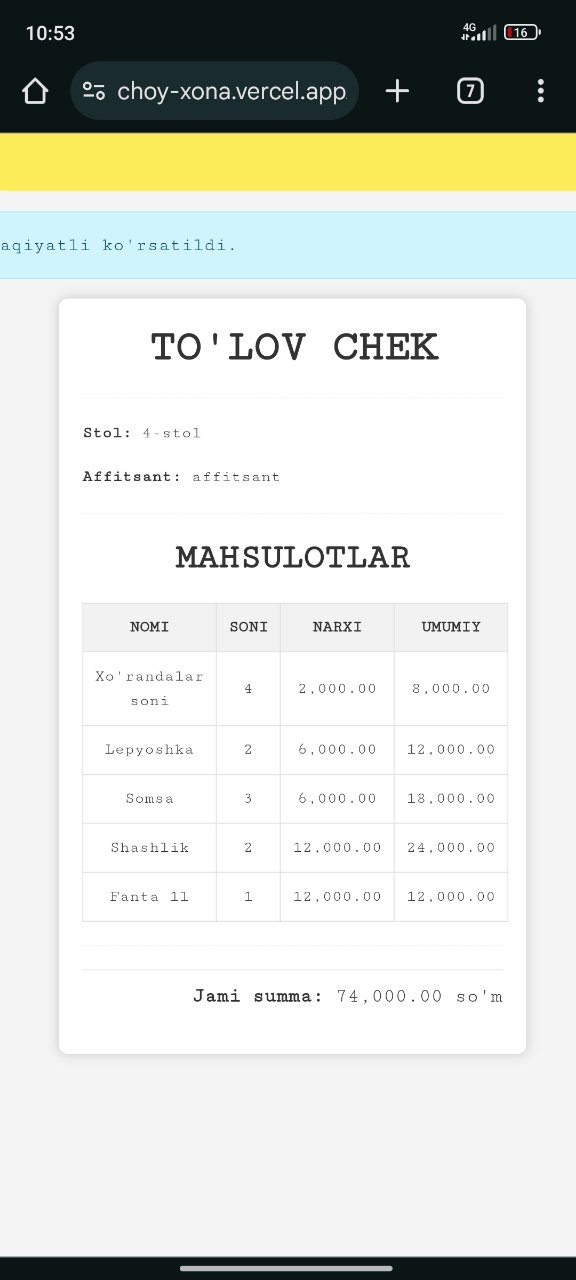 10:53
4G
16
choy-xona.vercel.app
7
aqiyatli ko'rsatildi.
TO'LOV CHEK
Stol: 4-stol
Affitsant: affitsant
MAHSULOTLAR
NOMI SONI NARXI UMUMIY
Xo'randalar
soni 4 2,000.00 8,000.00
Lepyoshka 2 6,000.00 12,000.00
Somsa 3 6,000.00 18,000.00
Shashlik 2 12,000.00 24,000.00
Fanta 1l 1 12,000.00 12,000.00
Jami summa: 74,000.00 so'm